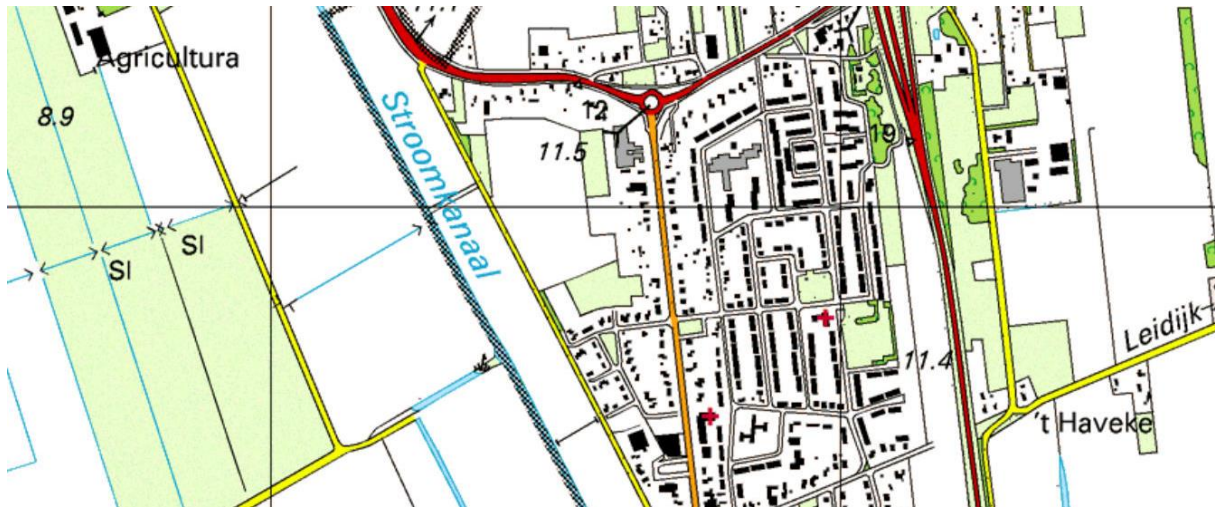 Agricultura
8.9
12
11.5
19
Stroomkanaal
Sl
Sl
Leidijk
11.4
't Haveke